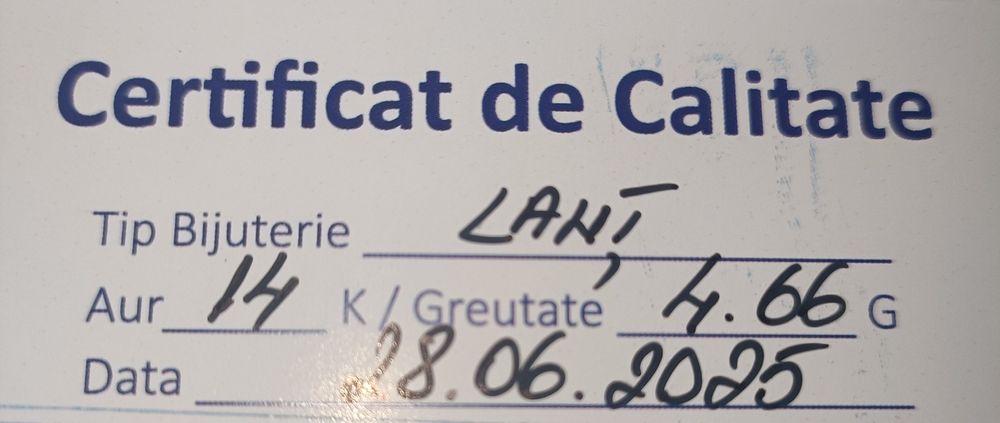 Certificat de Calitate
Tip Bijuterie LANȚ
Aur 14 K / Greutate 4.66 G
Data 28.06.2025